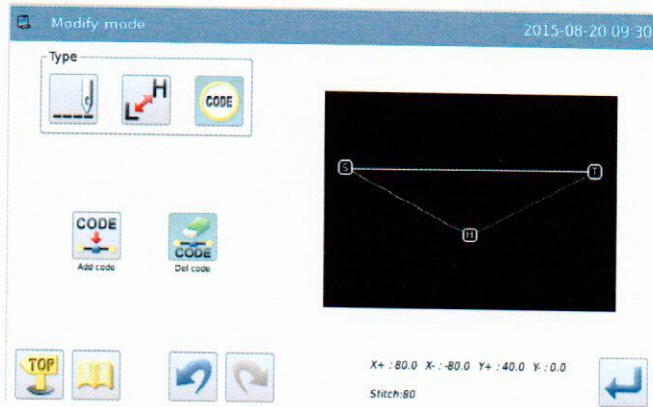 Modify mode
2015-08-20 09:30
Type
L H
CODE
S
T
H
CODE
CODE
Add code
Del code
TOP
X+ : 80.0 X- : -80.0 Y+ : 40.0 Y- : 0.0
Stitch:80